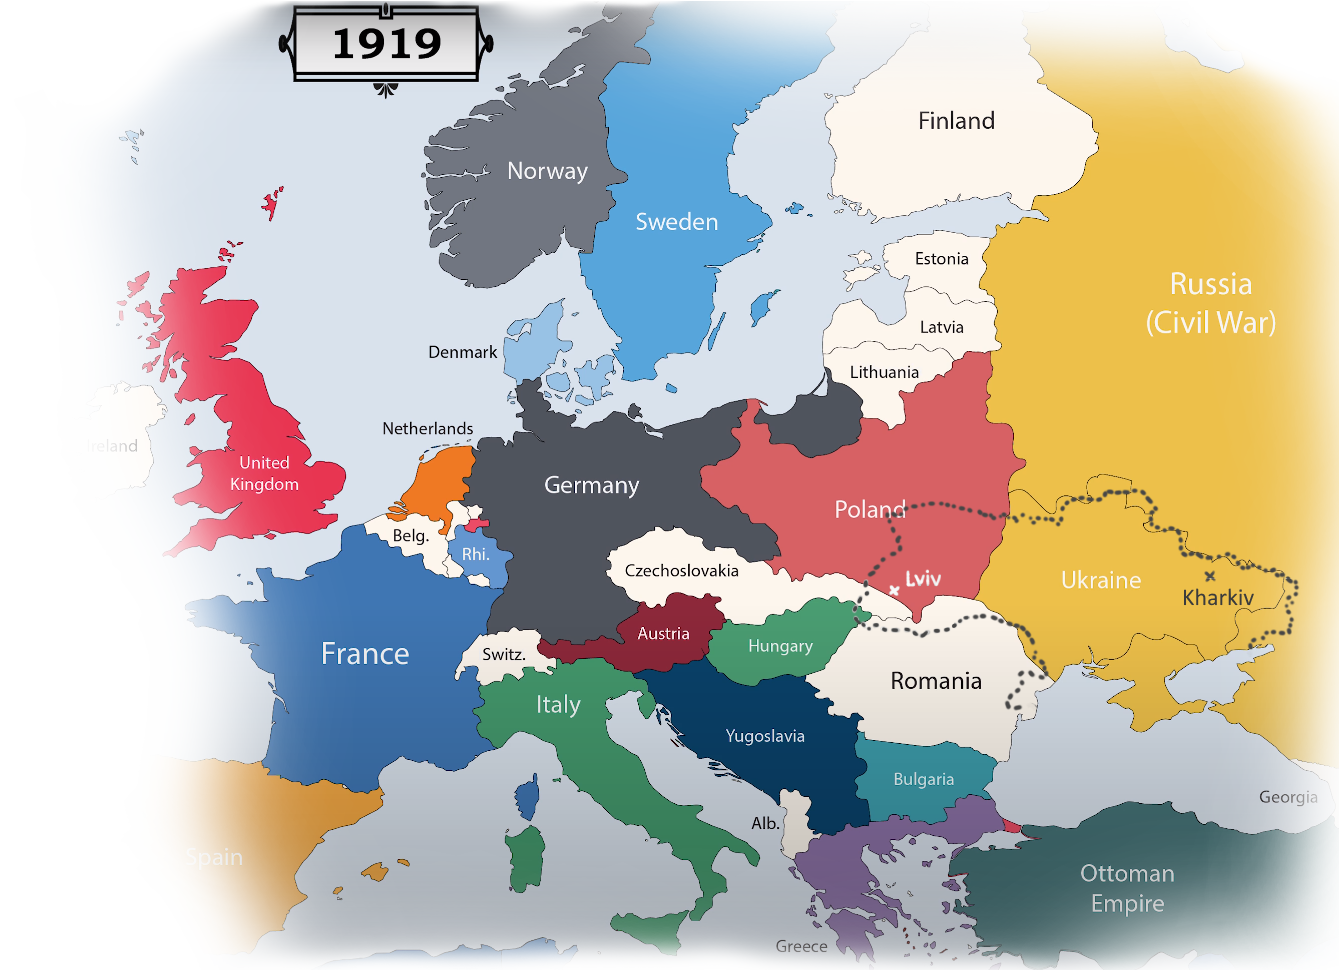 1919
Finland
Norway
Sweden
Estonia
Russia
(Civil War)
Latvia
Denmark
Lithuania
Netherlands
Ireland
United
Kingdom
Germany
Poland
Belg.
Rhi.
Czechoslovakia
Lviv
Ukraine
Kharkiv
Austria
Hungary
France
Switz.
Romania
Italy
Yugoslavia
Bulgaria
Georgia
Alb.
Spain
Ottoman
Empire
Greece